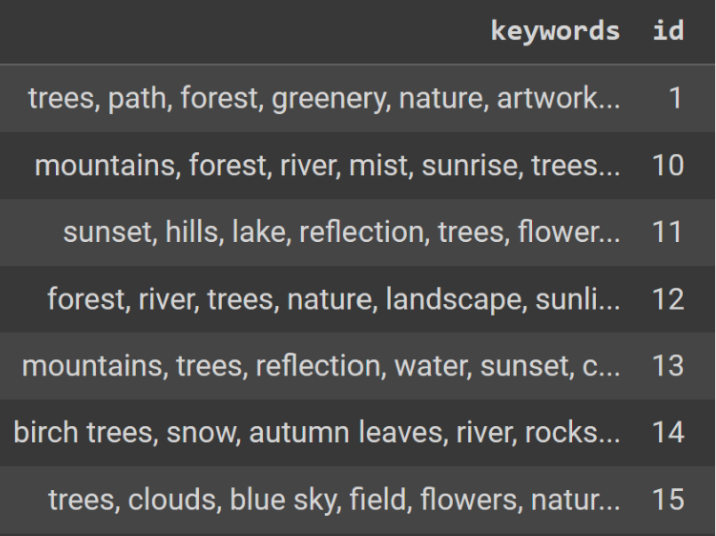 keywords id
trees, path, forest, greenery, nature, artwork... 1
mountains, forest, river, mist, sunrise, trees... 10
sunset, hills, lake, reflection, trees, flower... 11
forest, river, trees, nature, landscape, sunli... 12
mountains, trees, reflection, water, sunset, c... 13
birch trees, snow, autumn leaves, river, rocks... 14
trees, clouds, blue sky, field, flowers, natur... 15